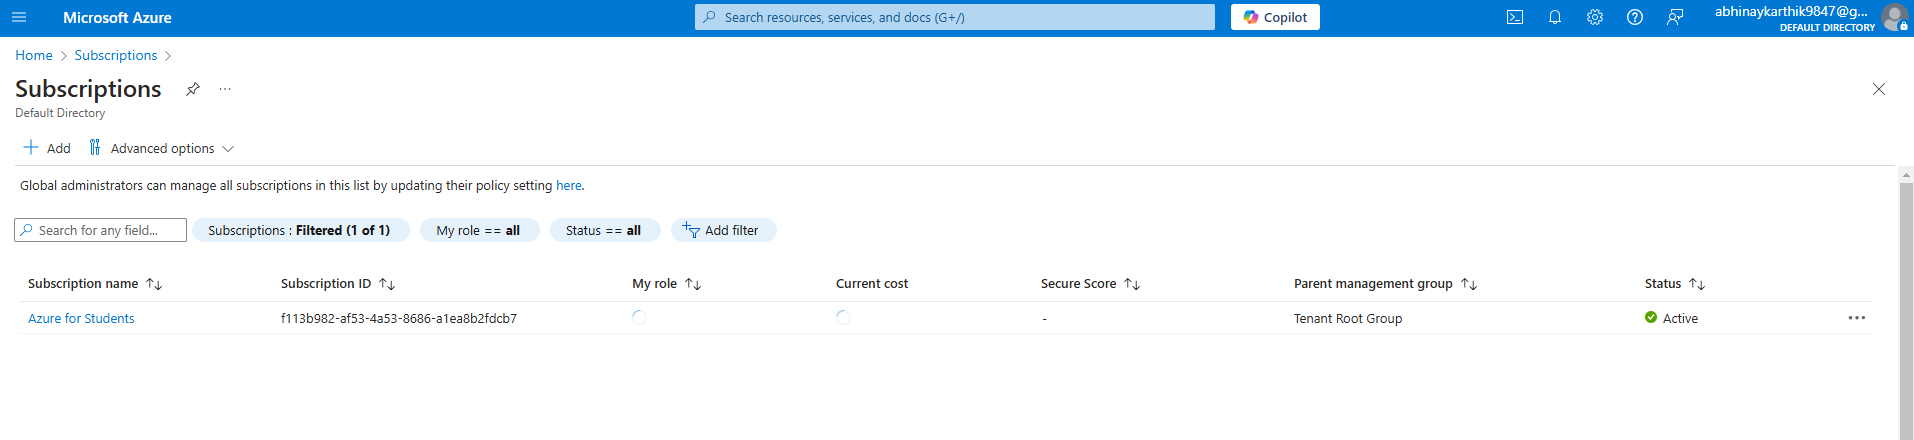 Microsoft Azure
Search resources, services, and docs (G+/)
Copilot
abhinaykarthik9847@g...
DEFAULT DIRECTORY
Home > Subscriptions >
Subscriptions
Default Directory
Add
Advanced options
Global administrators can manage all subscriptions in this list by updating their policy setting here.
Search for any field...
Subscriptions : Filtered (1 of 1)
My role == all
Status == all
Add filter
Subscription name Subscription ID My role Current cost Secure Score Parent management group Status
Azure for Students f113b982-af53-4a53-8686-a1ea8b2fdcb7 - Tenant Root Group Active